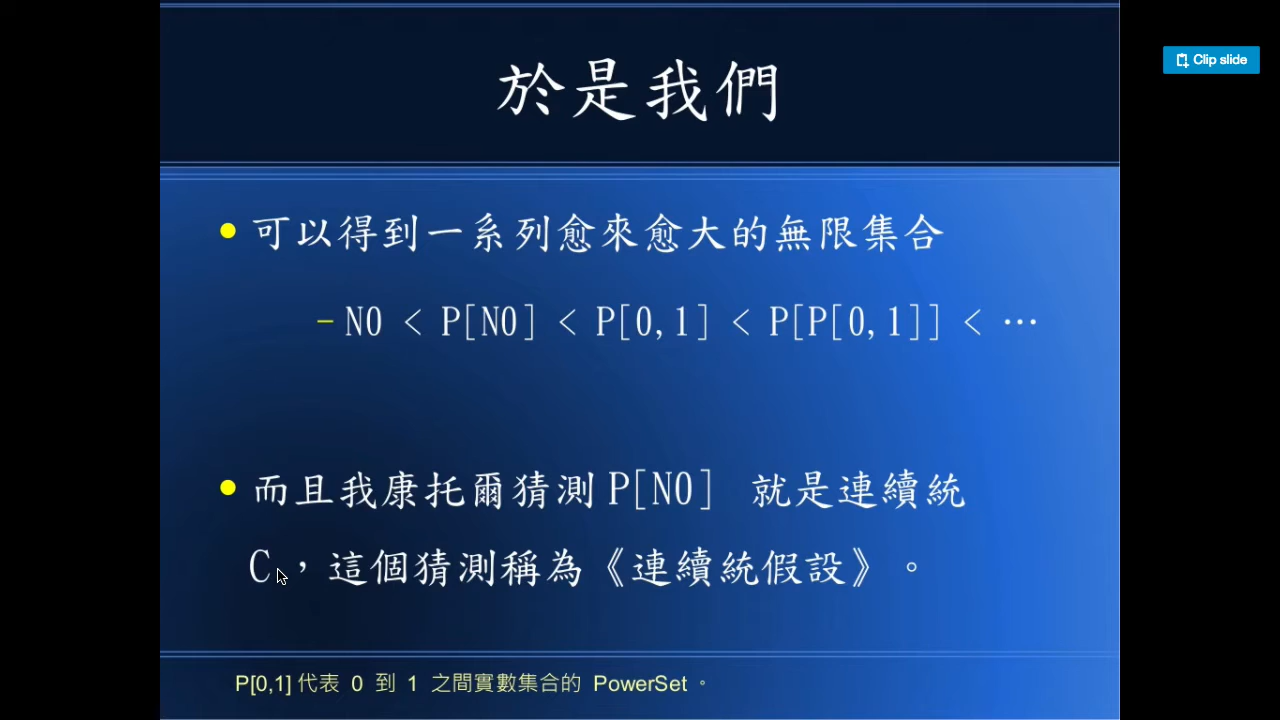 Clip slide
於是我們
可以得到一系列愈來愈大的無限集合
– N0 < P[N0] < P[0,1] < P[P[0,1]] < …
而且我康托爾猜測 P[N0] 就是連續統
C，這個猜測稱為《連續統假設》。
P[0,1] 代表 0 到 1 之間實數集合的 PowerSet 。